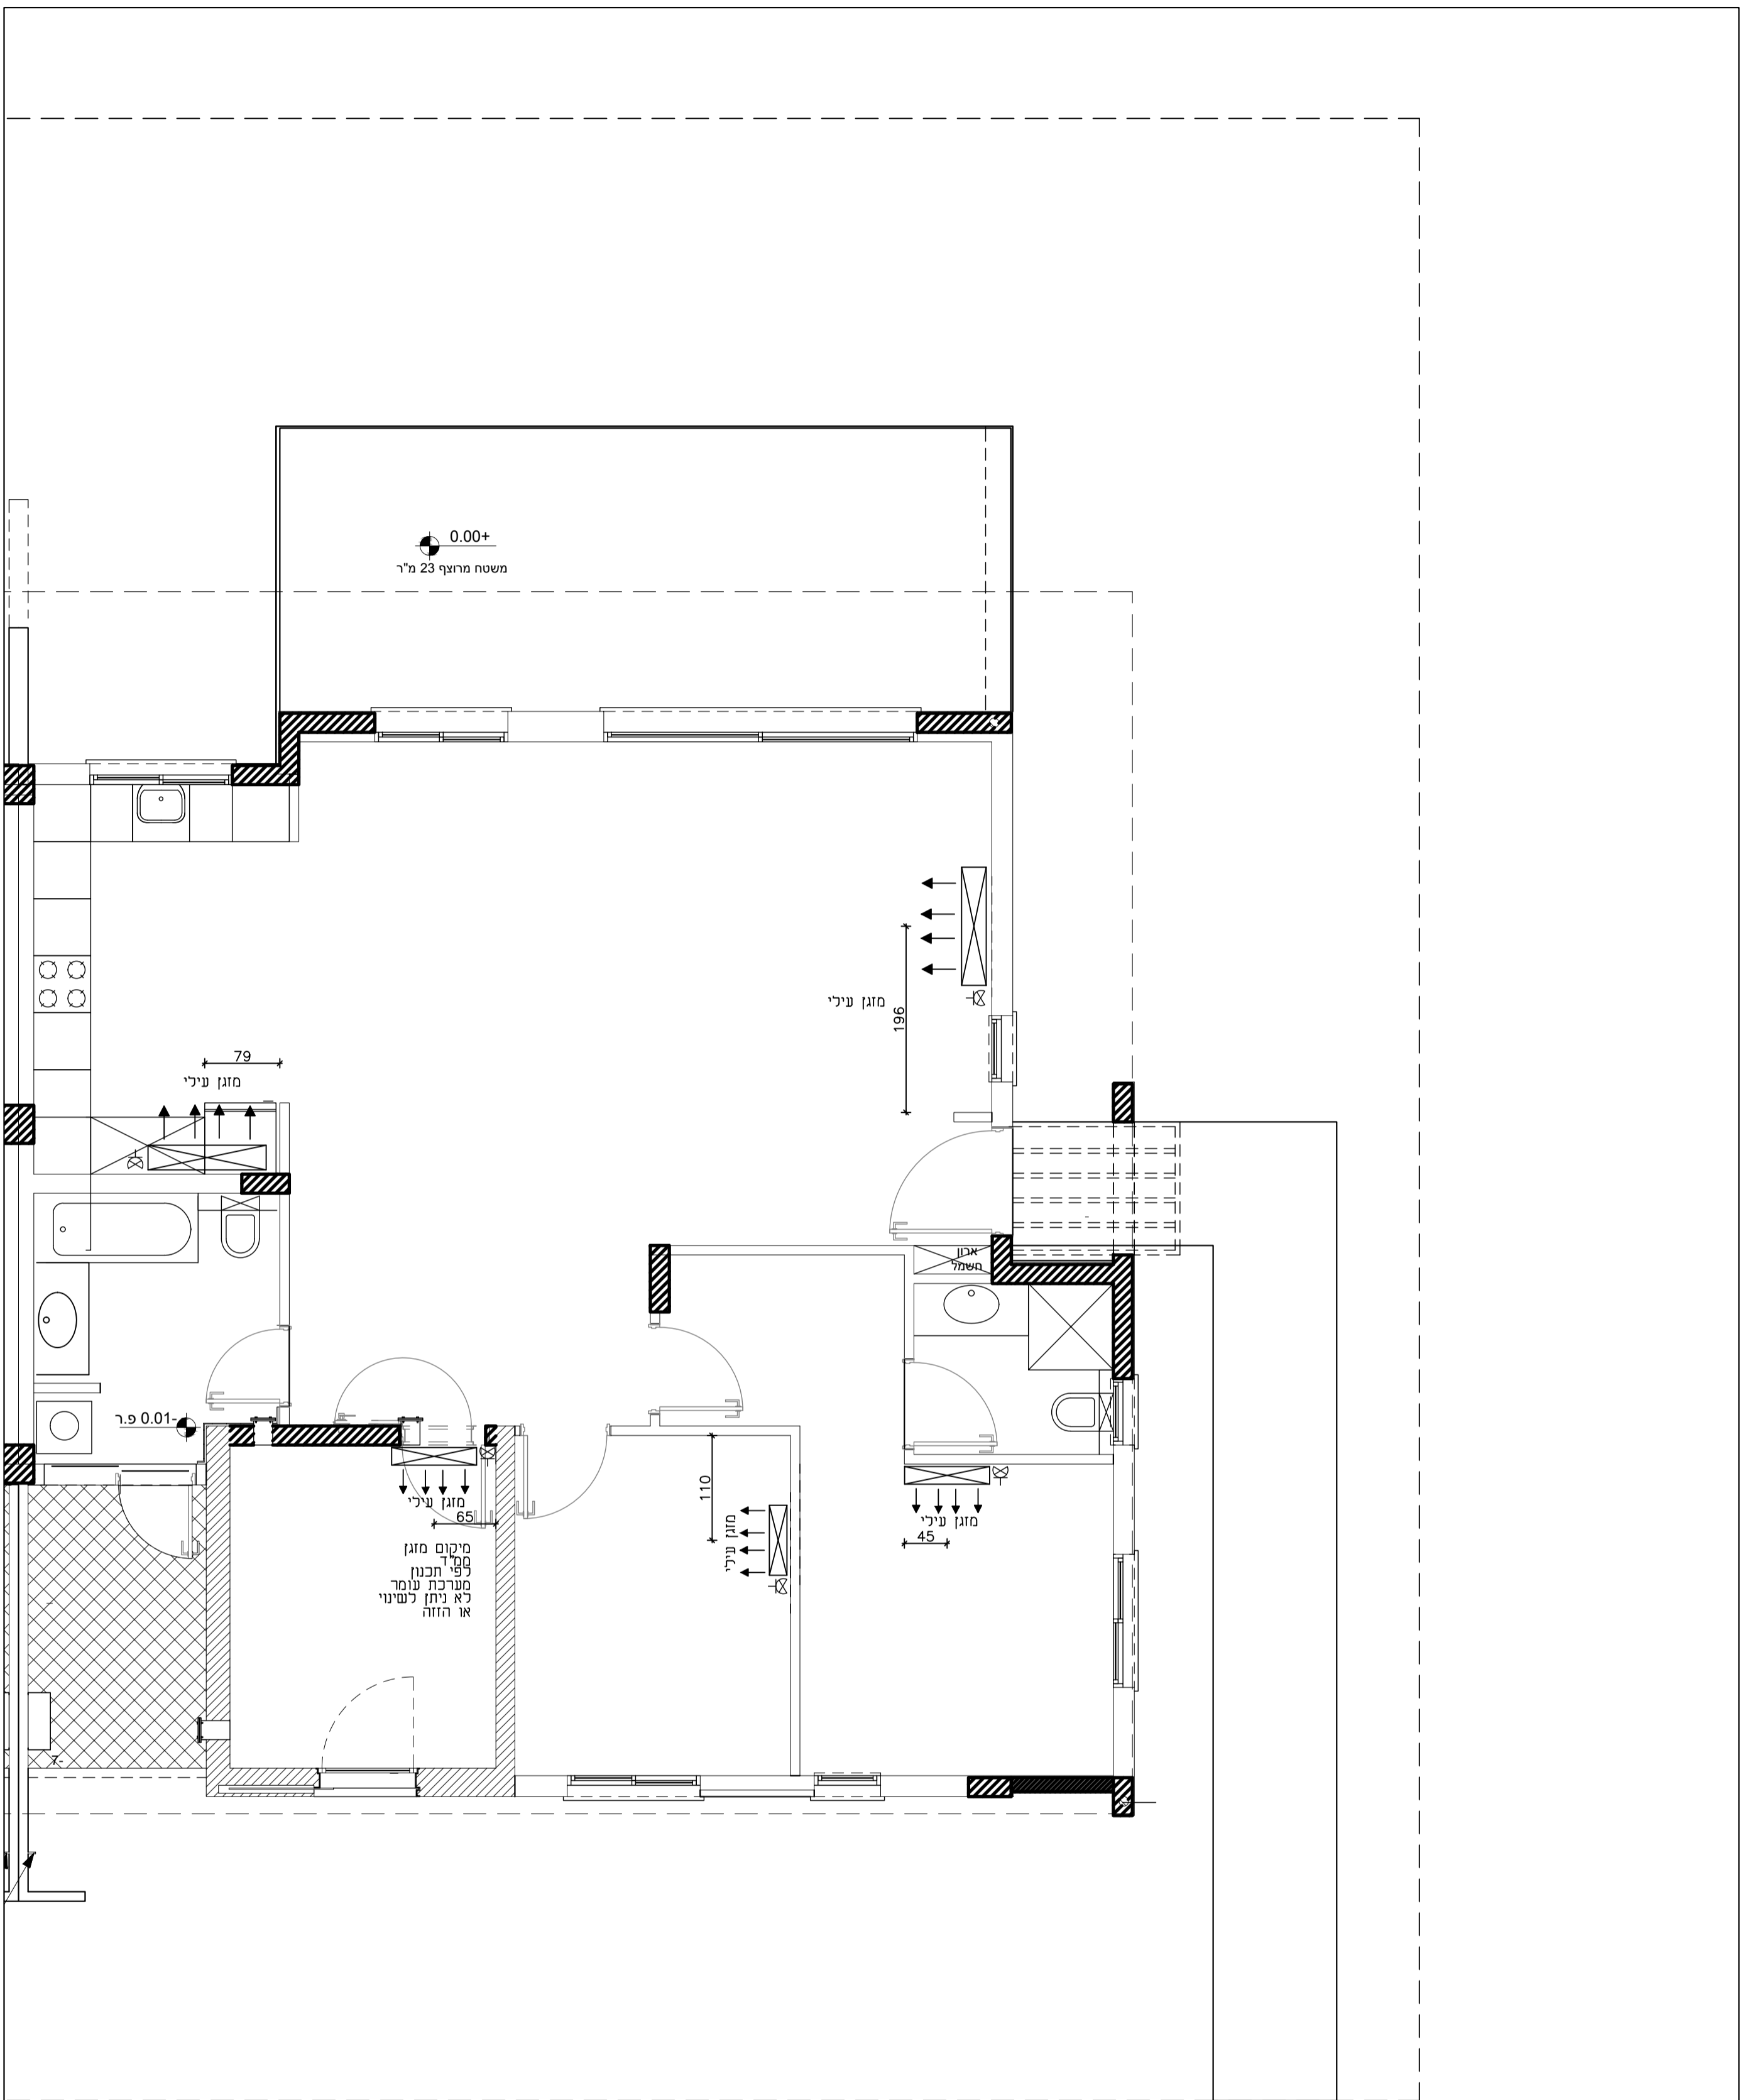 0.00+
משטח מרוצף 23 מ"ר
מזגן עילי
196
79
מזגן עילי
ארון
חשמל
-0.01 פ.ר
מזגן עילי
65
מיקום מזגן
ממ"ד
לפי תכנון
מערכת עומר
לא ניתן לשינוי
או הזזה
110
מזגן עילי
מזגן עילי
45
7-